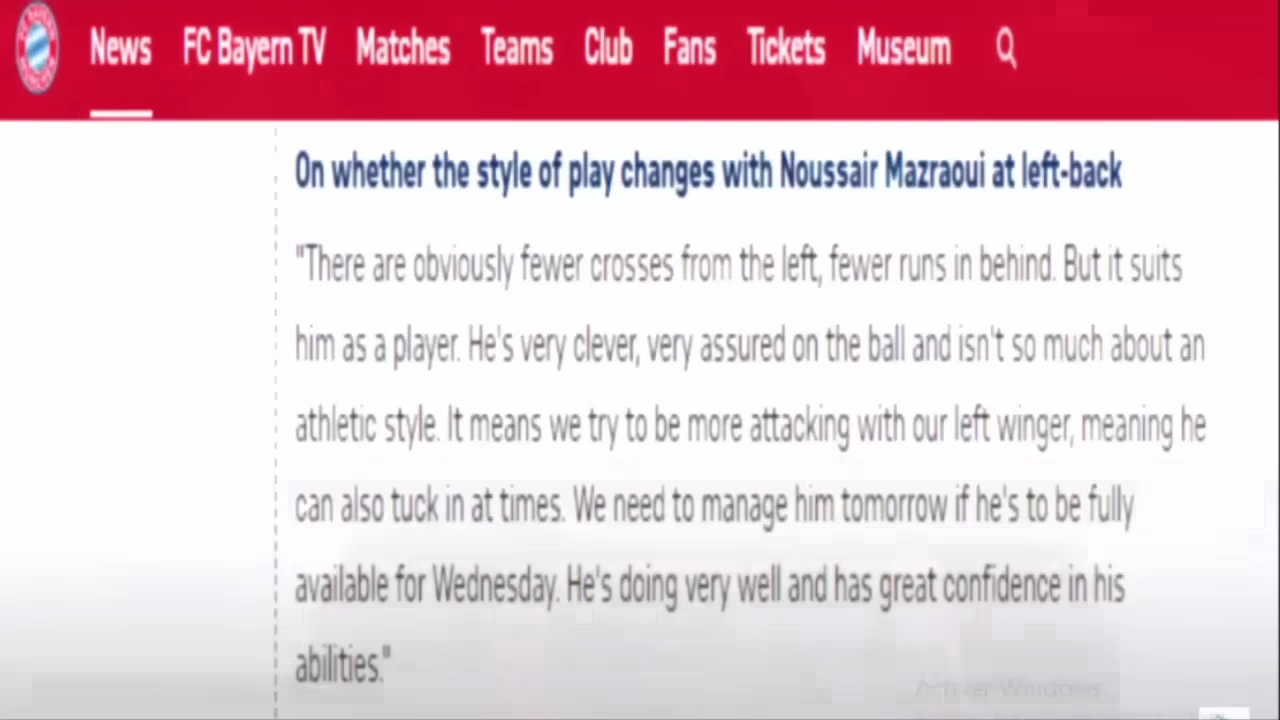 News FC Bayern TV Matches Teams Club Fans Tickets Museum
On whether the style of play changes with Noussair Mazraoui at left-back
"There are obviously fewer crosses from the left, fewer runs in behind. But it suits
him as a player. He's very clever, very assured on the ball and isn't so much about an
athletic style. It means we try to be more attacking with our left winger, meaning he
can also tuck in at times. We need to manage him tomorrow if he's to be fully
available for Wednesday. He's doing very well and has great confidence in his
abilities."
Activer Windows